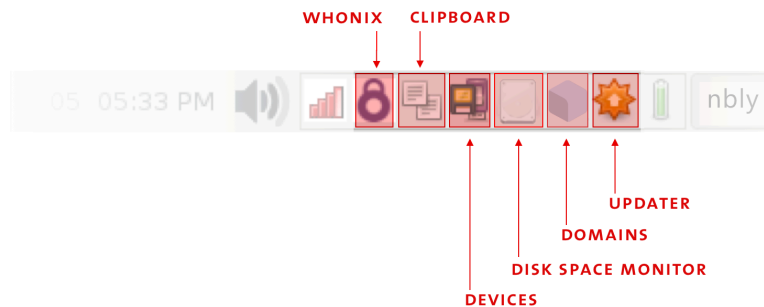 WHONIX CLIPBOARD
05 05:33 PM nbly
UPDATER
DOMAINS
DISK SPACE MONITOR
DEVICES